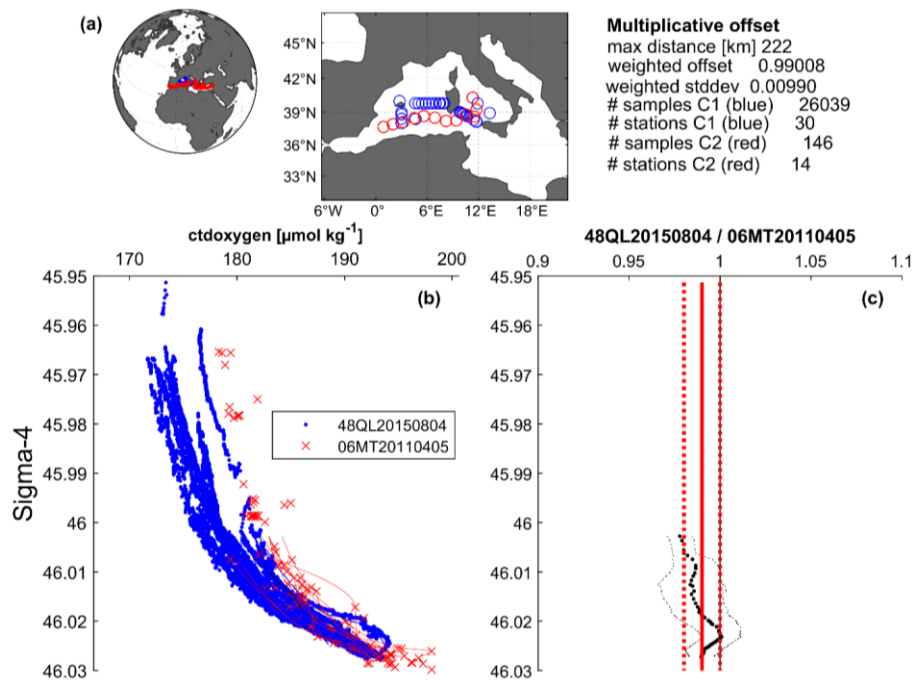 (a)
45°N
42°N
39°N
36°N
33°N
6°W 0° 6°E 12°E 18°E
Multiplicative offset
max distance [km] 222
weighted offset 0.99008
weighted stddev 0.00990
# samples C1 (blue) 26039
# stations C1 (blue) 30
# samples C2 (red) 146
# stations C2 (red) 14
ctdoxygen [µmol kg⁻¹]
170 180 190 200
45.95
45.96
45.97
45.98
45.99
46
46.01
46.02
46.03
Sigma-4
(b)
48QL20150804
06MT20110405
48QL20150804 / 06MT20110405
0.9 0.95 1 1.05 1.1
45.95
45.96
45.97
45.98
45.99
46
46.01
46.02
46.03
(c)